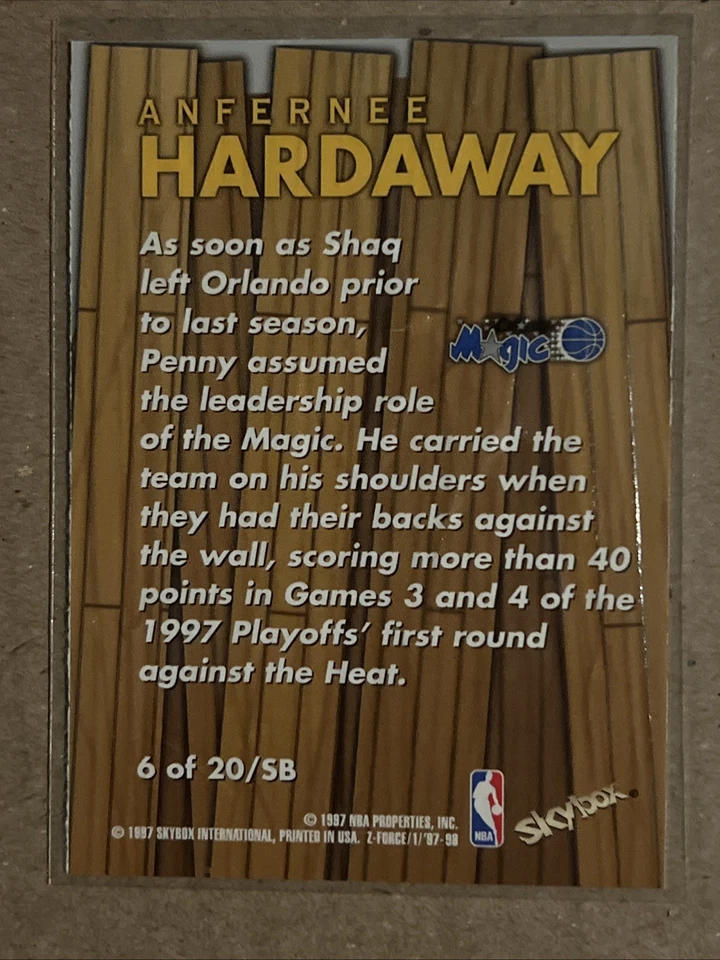 ANFERNEE
HARDAWAY
As soon as Shaq
left Orlando prior
to last season,
Magic
Penny assumed
the leadership role
of the Magic. He carried the
team on his shoulders when
they had their backs against
the wall, scoring more than 40
points in Games 3 and 4 of the
1997 Playoffs' first round
against the Heat.
6 of 20/SB
© 1997 NBA PROPERTIES, INC.
© 1997 SKYBOX INTERNATIONAL, PRINTED IN USA. Z-FORCE/1/'97-98
NBA
Skybox